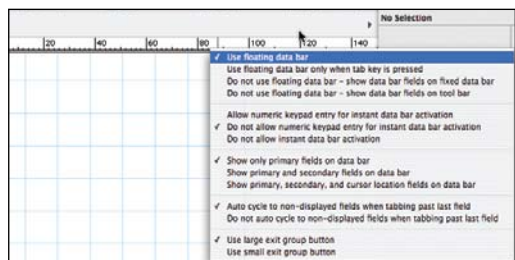 No Selection
20 40 60 80 100 120 140
✓ Use floating data bar
Use floating data bar only when tab key is pressed
Do not use floating data bar - show data bar fields on fixed data bar
Do not use floating data bar - show data bar fields on tool bar
Allow numeric keypad entry for instant data bar activation
✓ Do not allow numeric keypad entry for instant data bar activation
Do not allow instant data bar activation
✓ Show only primary fields on data bar
Show primary and secondary fields on data bar
Show primary, secondary, and cursor location fields on data bar
✓ Auto cycle to non-displayed fields when tabbing past last field
Do not auto cycle to non-displayed fields when tabbing past last field
✓ Use large exit group button
Use small exit group button